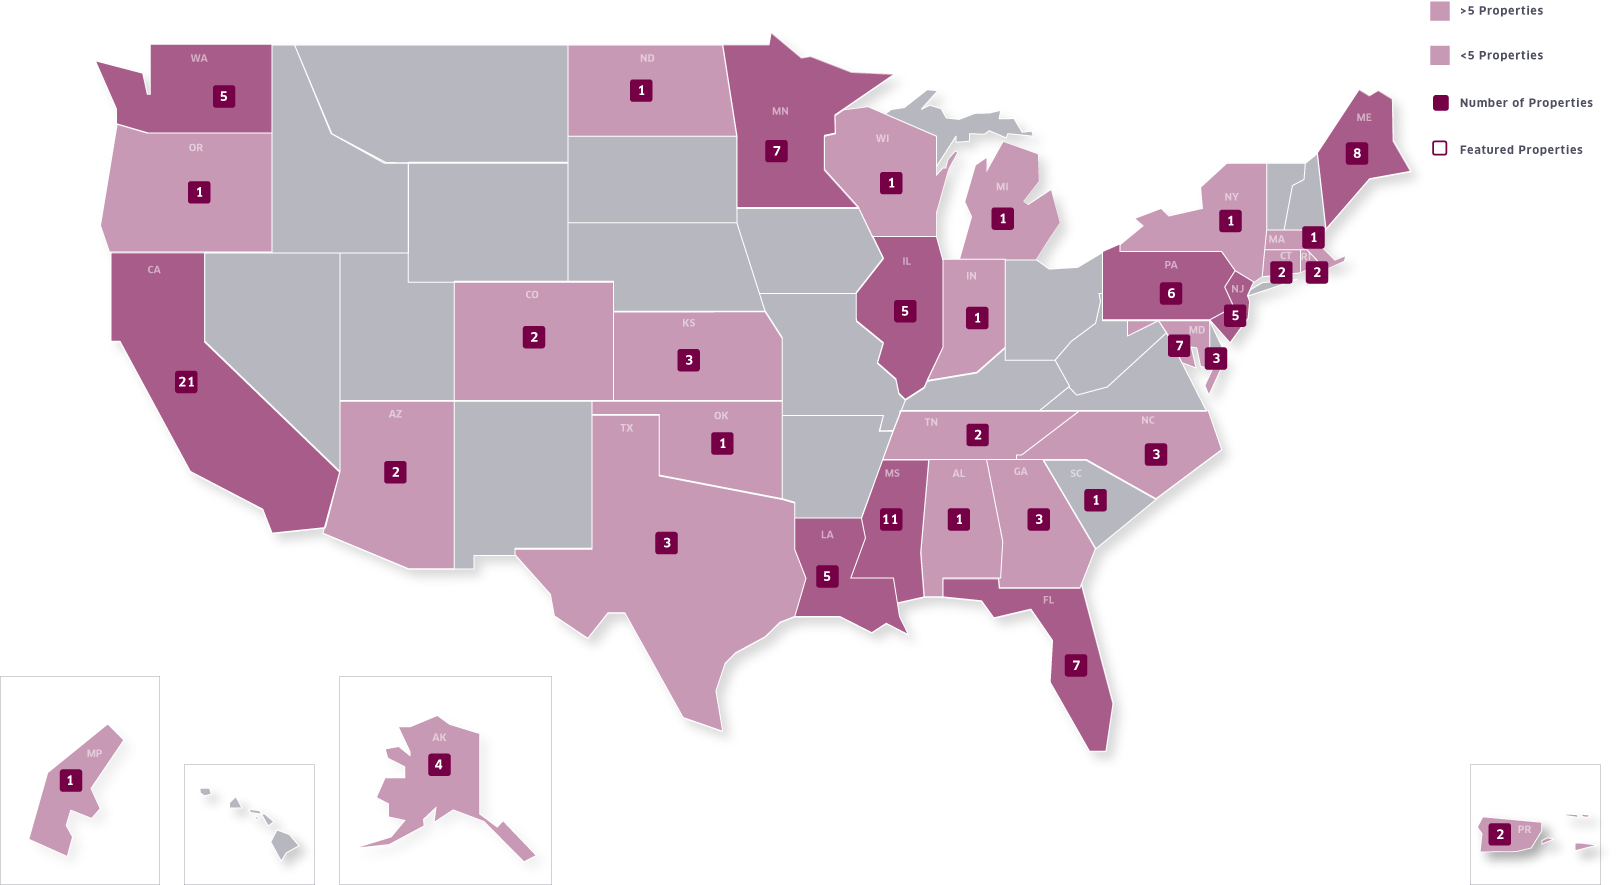 >5 Properties
<5 Properties
Number of Properties
Featured Properties
WA
5
OR
1
CA
21
ND
1
MN
7
WI
1
MI
1
IL
5
IN
1
CO
2
KS
3
AZ
2
OK
1
TX
3
TN
2
NC
3
MS
11
AL
1
GA
3
SC
1
LA
5
FL
7
ME
8
NY
1
MA
1
CT
2
RI
2
PA
6
NJ
5
MD
7
3
MP
1
AK
4
2
PR